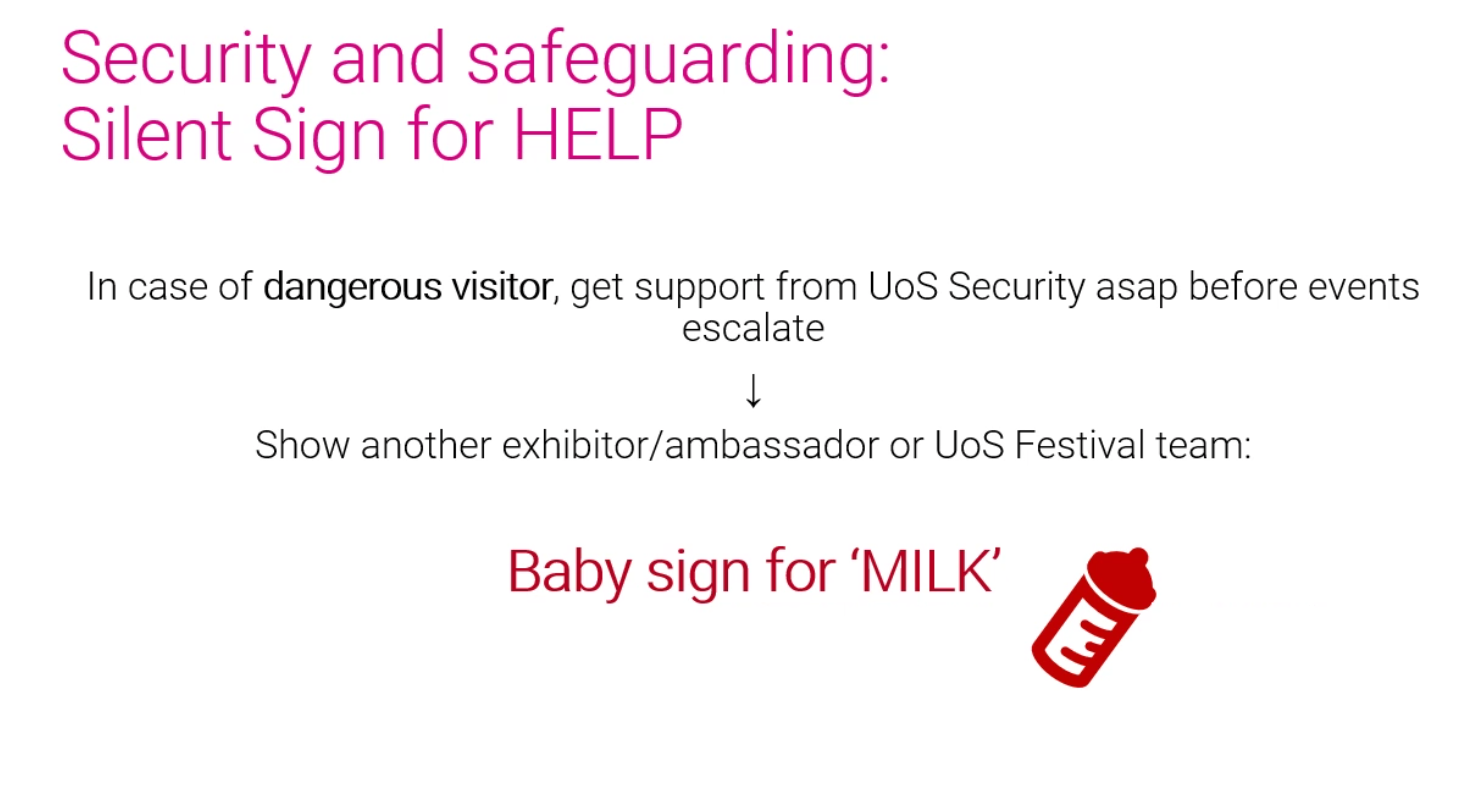 Security and safeguarding:
Silent Sign for HELP
In case of dangerous visitor, get support from UoS Security asap before events
escalate
↓
Show another exhibitor/ambassador or UoS Festival team:
Baby sign for ‘MILK’